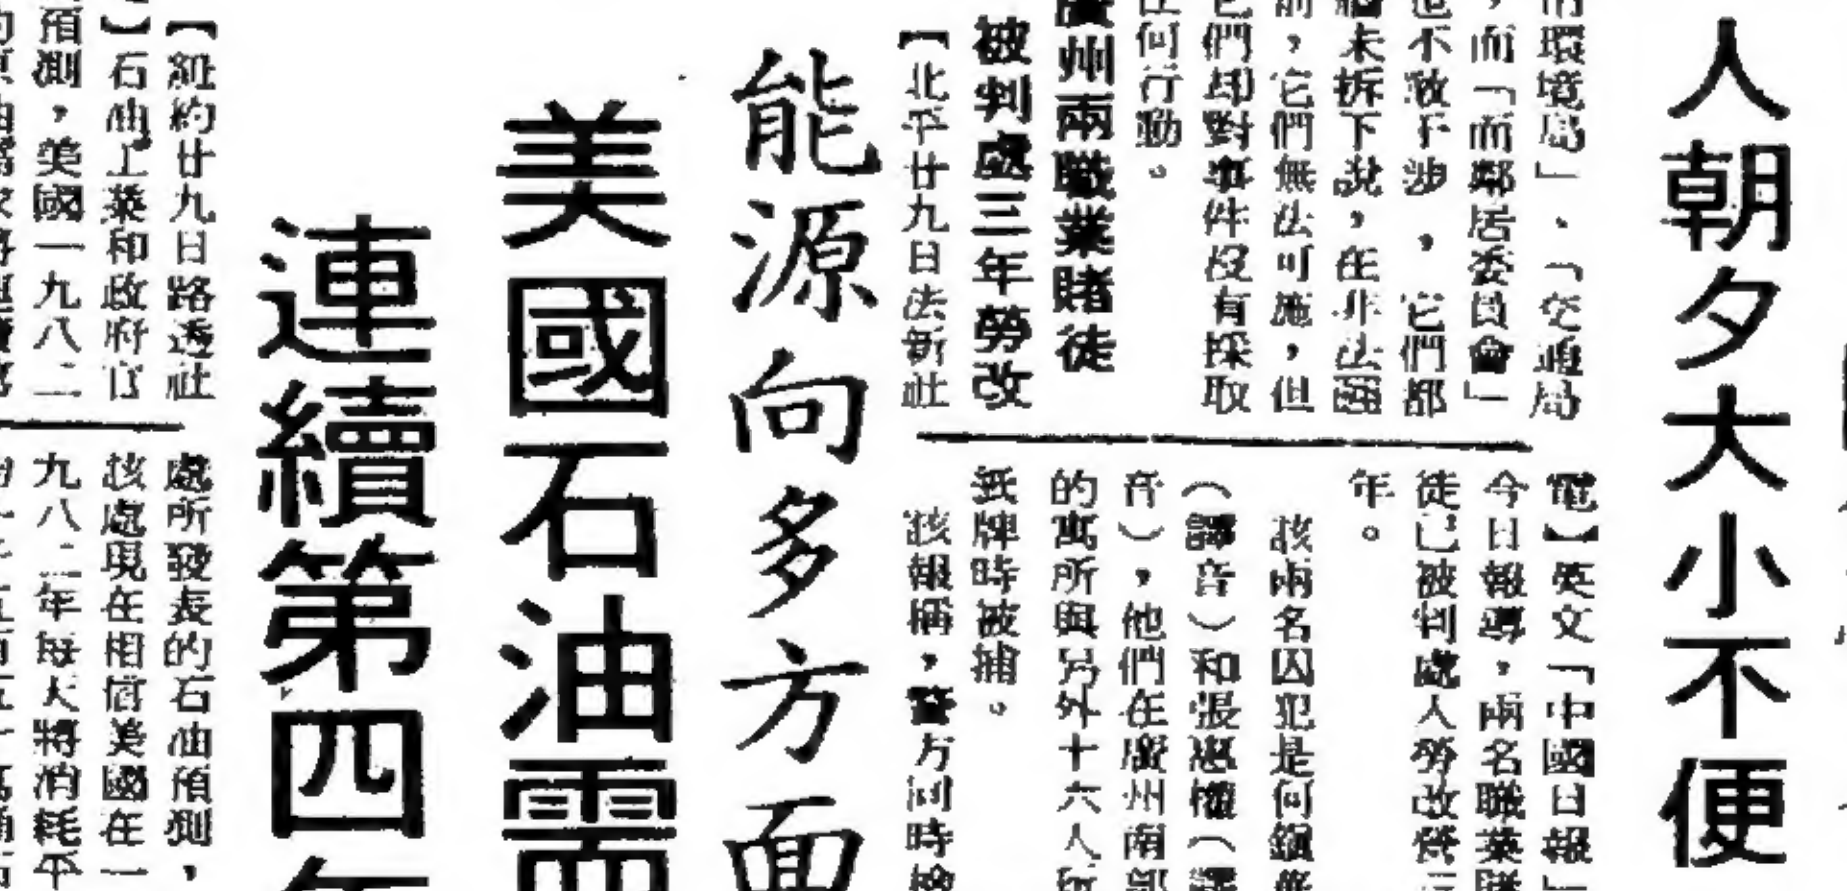 人朝夕大小不便
市環境局」、「交通局
，而「而鄰居委員會」
也不敢干涉，它們都
未拆下說，在非法
前，它們無法可施，但
它們却對事件沒有採取
任何行動。
廣州兩職業賭徒
被判處三年勞改
【北平廿九日法新社
電】英文「中國日報」
今日報導，兩名職業賭
徒已被判處人勞改營三
年。
該兩名囚犯是何鎮
（譯音）和張惠權（譯
音），他們在廣州南部
的寓所與另外十六人玩
紙牌時被捕。
該報稱，警方同時檢
能源向多方面
美國石油需
連續第四年
【紐約廿九日路透社
】石油工業和政府官
預測，美國一九八二
處所發表的石油預測，
該處現在相信美國在一
九八二年每天將消耗平